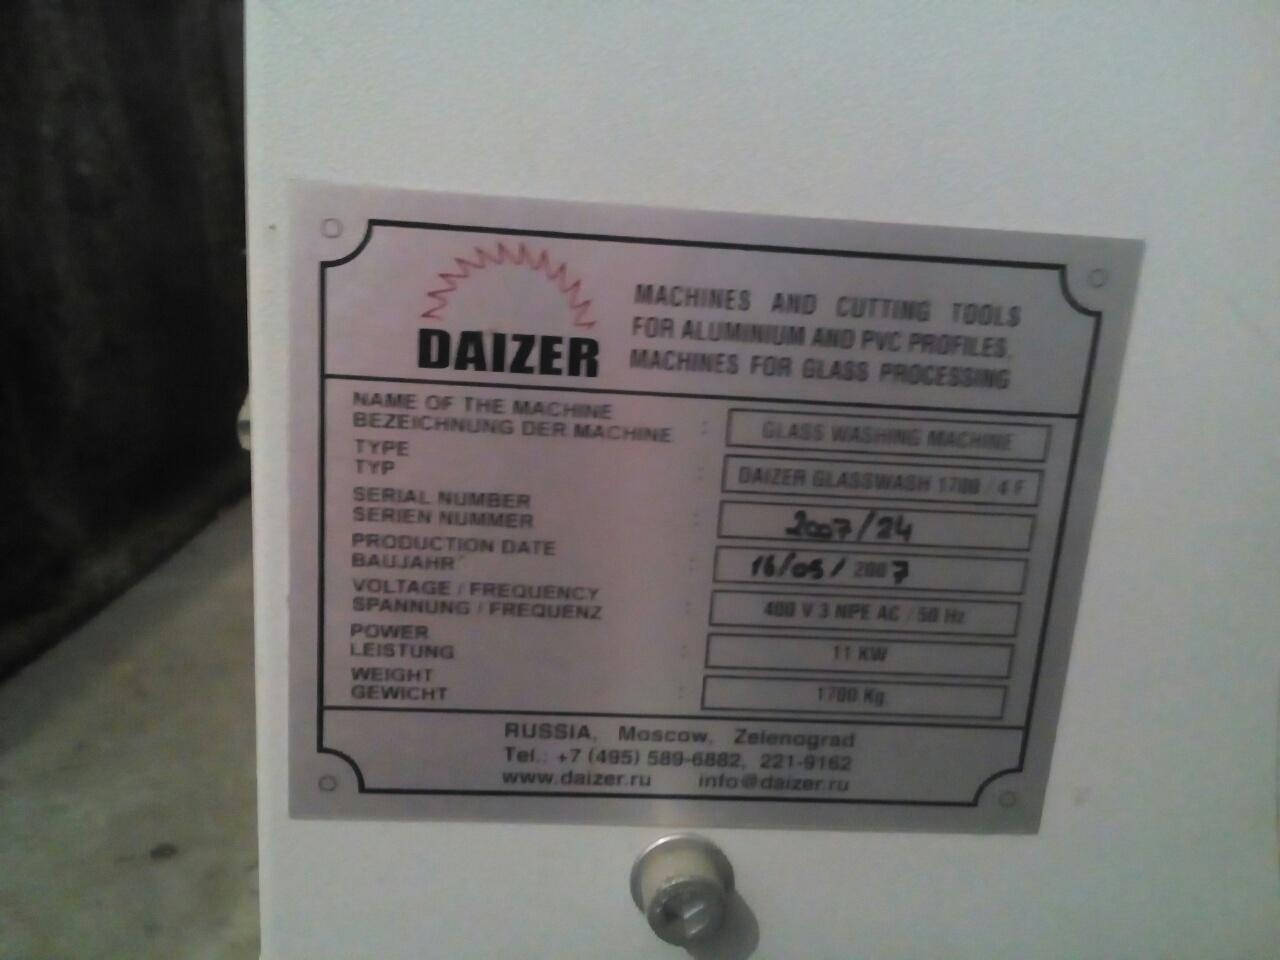 DAIZER
MACHINES AND CUTTING TOOLS
FOR ALUMINIUM AND PVC PROFILES,
MACHINES FOR GLASS PROCESSING
NAME OF THE MACHINE
BEZEICHNUNG DER MACHINE : GLASS WASHING MACHINE
TYPE
TYP : DAIZER GLASSWASH 1700 / 4 F
SERIAL NUMBER
SERIEN NUMMER : 2007/24
PRODUCTION DATE
BAUJAHR : 16/05/ 2007
VOLTAGE / FREQUENCY
SPANNUNG / FREQUENZ : 400 V 3 NPE AC / 50 Hz
POWER
LEISTUNG : 11 KW
WEIGHT
GEWICHT : 1700 Kg.
RUSSIA, Moscow, Zelenograd
Tel.: +7 (495) 589-6882, 221-9162
www.daizer.ru info@daizer.ru